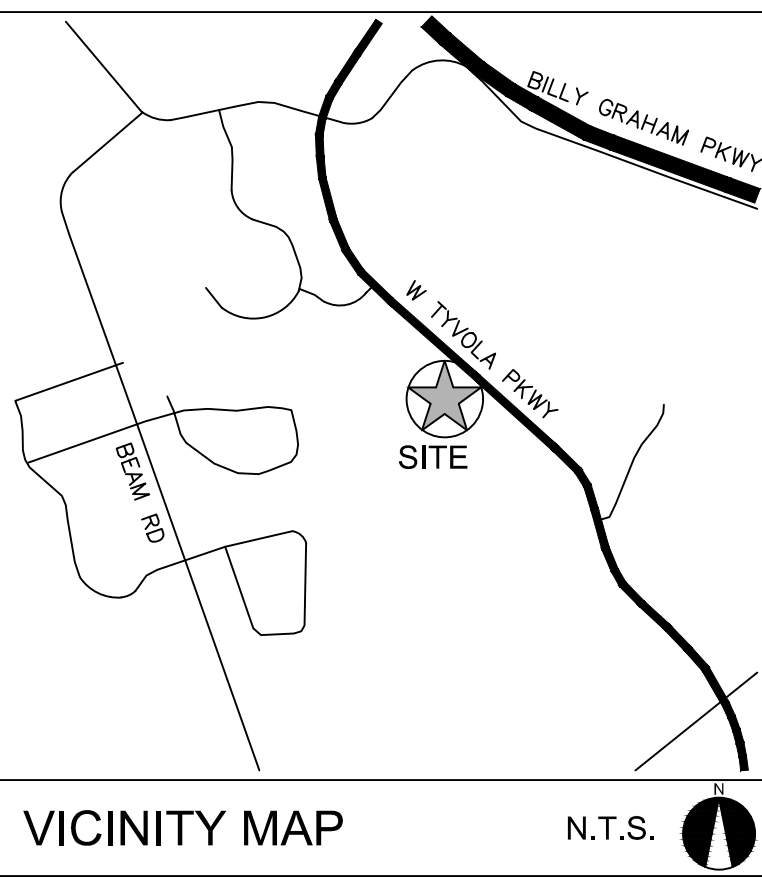 BILLY GRAHAM PKWY
W TYVOLA PKWY
SITE
BEAM RD
VICINITY MAP
N.T.S.
N